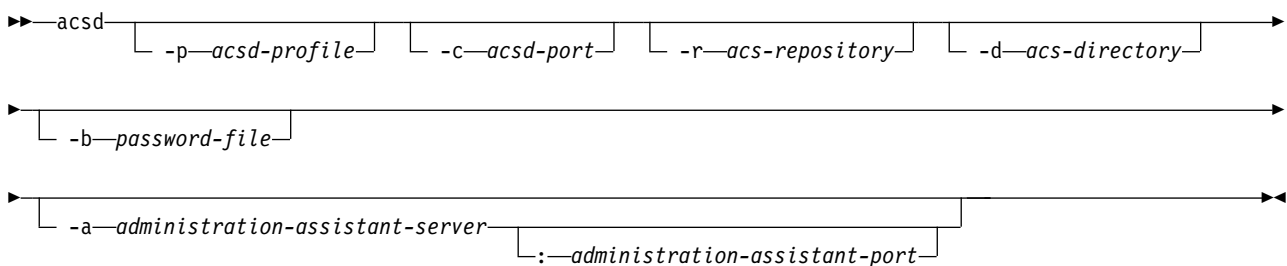 acsd
-p acsd-profile -c acsd-port -r acs-repository -d acs-directory
-b password-file
-a administration-assistant-server
: administration-assistant-port